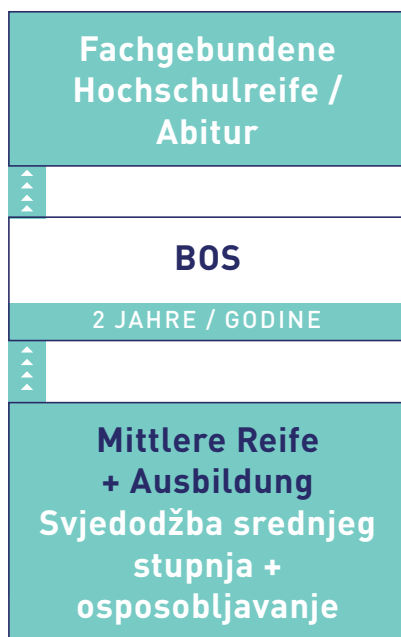 Fachgebundene
Hochschulreife /
Abitur
BOS
2 JAHRE / GODINE
Mittlere Reife
+ Ausbildung
Svjedodžba srednjeg
stupnja +
osposobljavanje